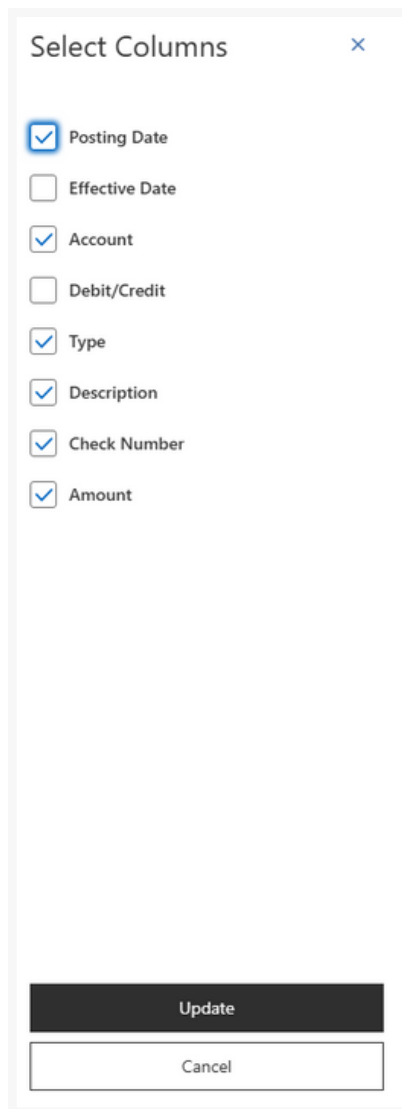 Select Columns
Posting Date
Effective Date
Account
Debit/Credit
Type
Description
Check Number
Amount
Update
Cancel